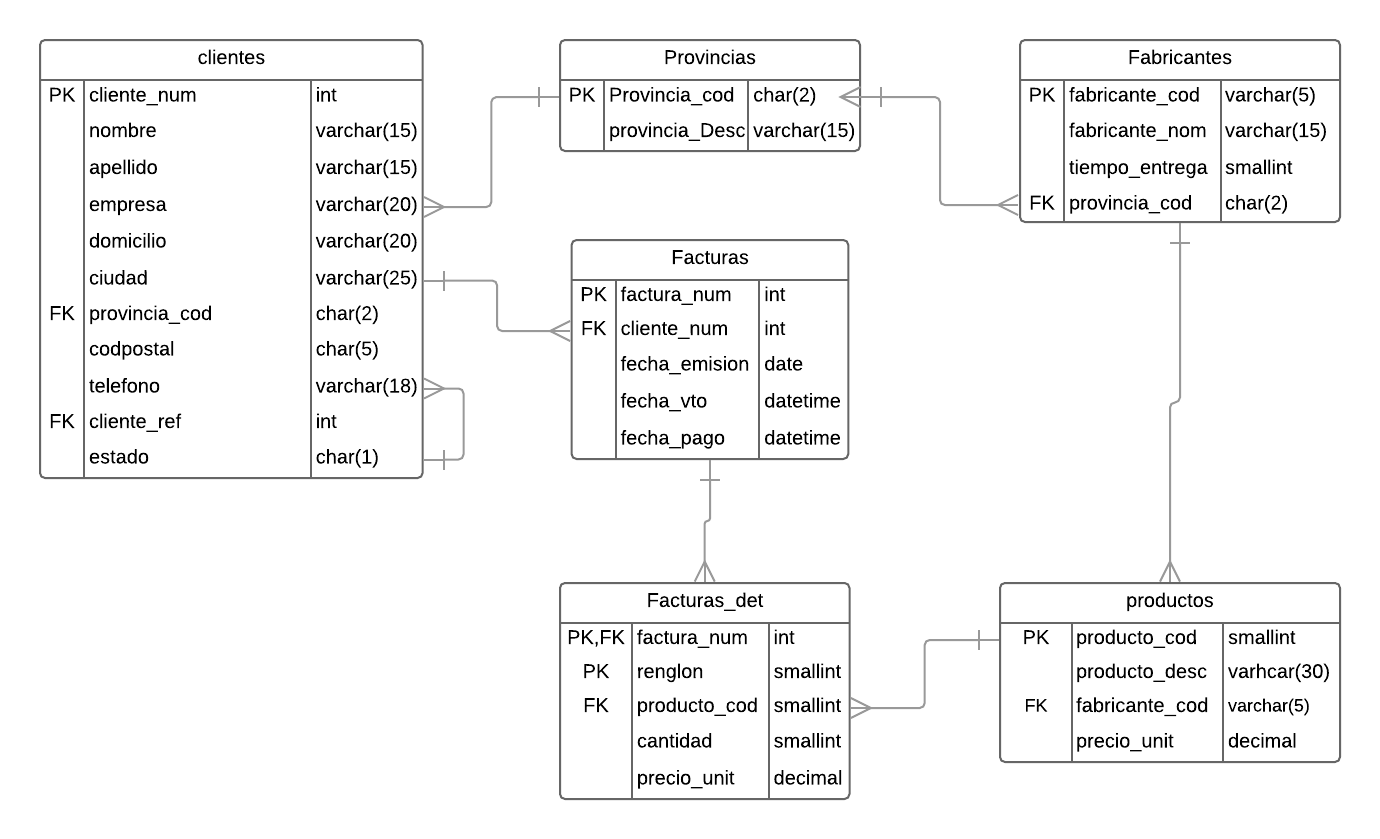 clientes
PK cliente_num int
nombre varchar(15)
apellido varchar(15)
empresa varchar(20)
domicilio varchar(20)
ciudad varchar(25)
FK provincia_cod char(2)
codpostal char(5)
telefono varchar(18)
FK cliente_ref int
estado char(1)
Provincias
PK Provincia_cod char(2)
provincia_Desc varchar(15)
Fabricantes
PK fabricante_cod varchar(5)
fabricante_nom varchar(15)
tiempo_entrega smallint
FK provincia_cod char(2)
Facturas
PK factura_num int
FK cliente_num int
fecha_emision date
fecha_vto datetime
fecha_pago datetime
Facturas_det
PK,FK factura_num int
PK renglon smallint
FK producto_cod smallint
cantidad smallint
precio_unit decimal
productos
PK producto_cod smallint
producto_desc varhcar(30)
FK fabricante_cod varchar(5)
precio_unit decimal